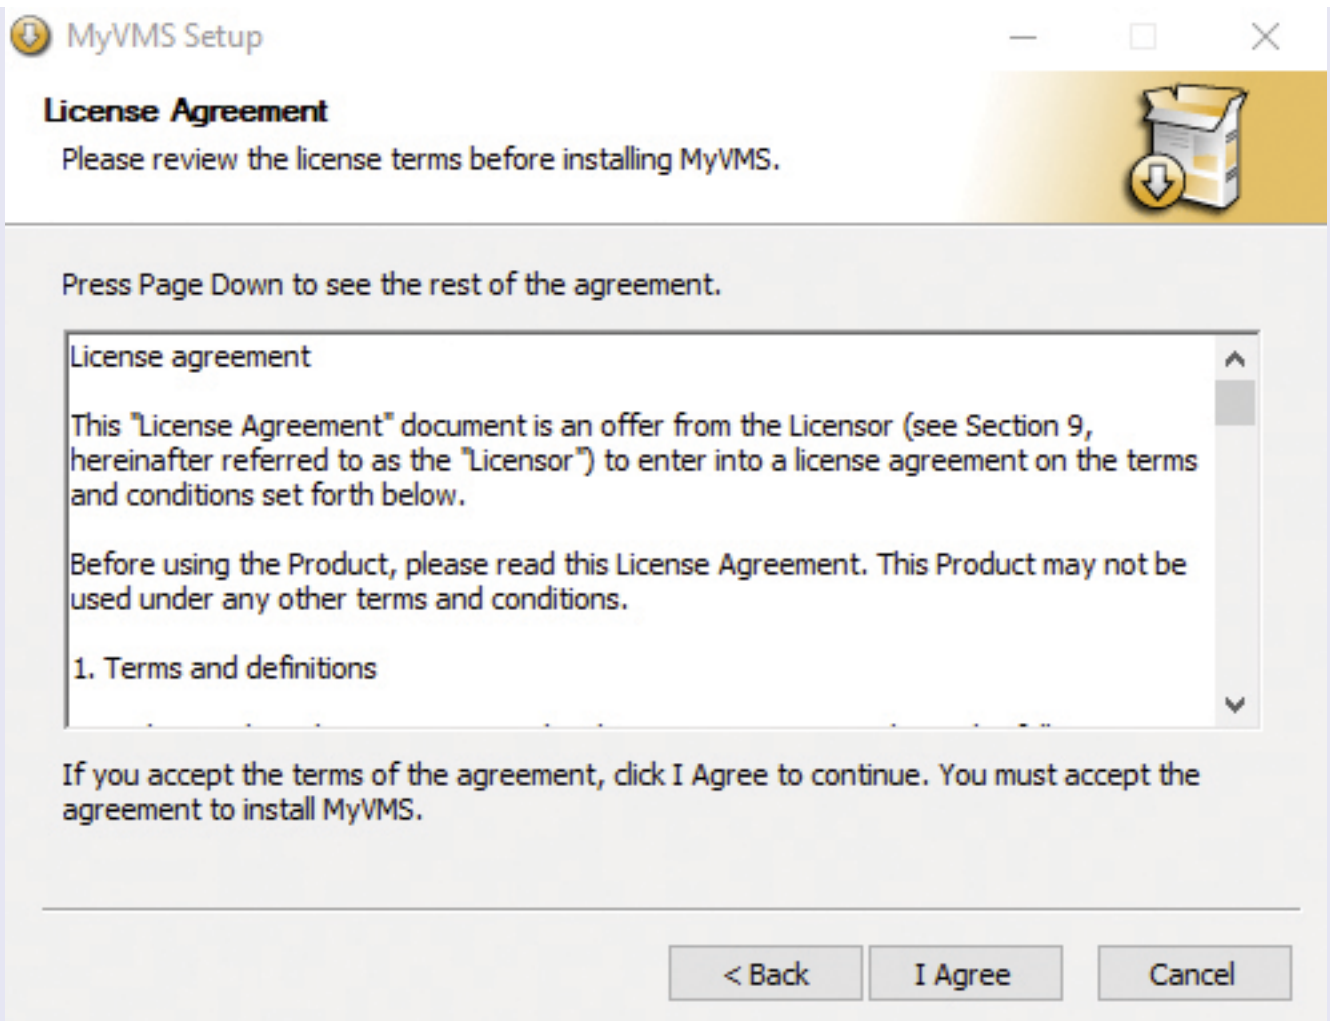 MyVMS Setup
License Agreement
Please review the license terms before installing MyVMS.
Press Page Down to see the rest of the agreement.
License agreement
This "License Agreement" document is an offer from the Licensor (see Section 9,
hereinafter referred to as the "Licensor") to enter into a license agreement on the terms
and conditions set forth below.
Before using the Product, please read this License Agreement. This Product may not be
used under any other terms and conditions.
1. Terms and definitions
If you accept the terms of the agreement, click I Agree to continue. You must accept the
agreement to install MyVMS.
< Back
I Agree
Cancel